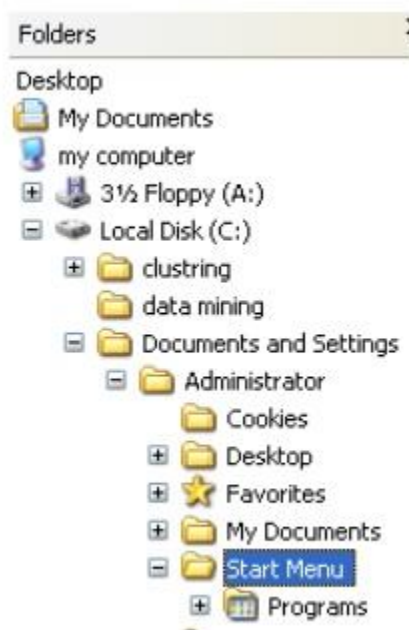 Folders
Desktop
My Documents
my computer
3½ Floppy (A:)
Local Disk (C:)
clustring
data mining
Documents and Settings
Administrator
Cookies
Desktop
Favorites
My Documents
Start Menu
Programs